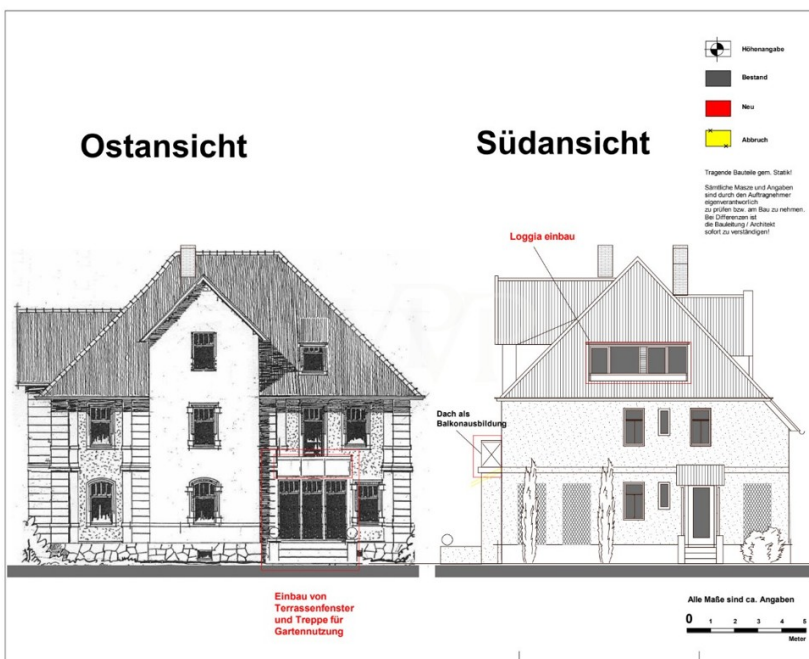 Höhenangabe
Bestand
Neu
Abbruch
Tragende Bauteile gem. Statik!
Sämtliche Masze und Angaben
sind durch den Auftragnehmer
eigenverantwortlich
zu prüfen bzw. am Bau zu nehmen.
Bei Differenzen ist
die Bauleitung / Architekt
sofort zu verständigen!
Ostansicht
Südansicht
Loggia einbau
Dach als
Balkonausbildung
Einbau von
Terrassenfenster
und Treppe für
Gartennutzung
Alle Maße sind ca. Angaben
0 1 2 3 4 5
Meter